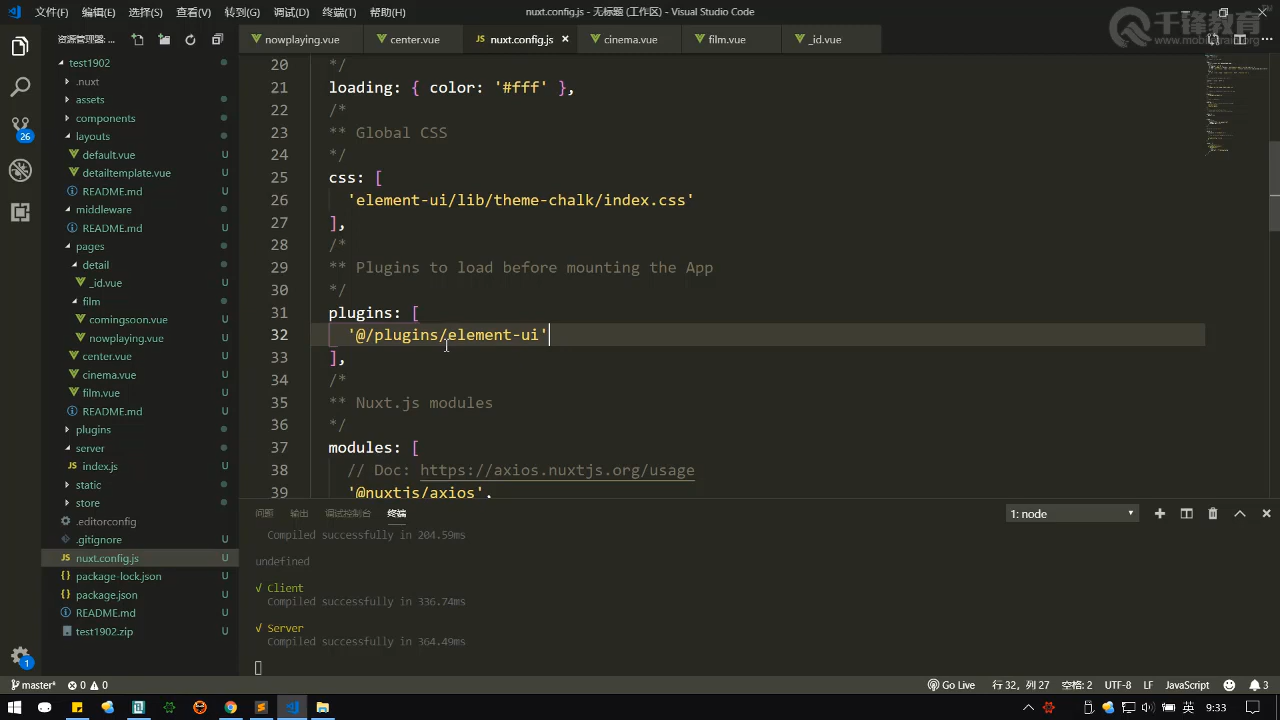 文件(F) 编辑(E) 选择(S) 查看(V) 转到(G) 调试(D) 终端(T) 帮助(H) nuxt.config.js - 无标题 (工作区) - Visual Studio Code
千锋教育
资源管理器: nowplaying.vue center.vue nuxt.config.js cinema.vue film.vue _id.vue
test1902
.nuxt
assets
components
layouts
default.vue U
detailtemplate.vue U
README.md U
middleware
README.md U
pages
detail
_id.vue U
film
comingsoon.vue U
nowplaying.vue U
center.vue U
cinema.vue U
film.vue U
README.md U
plugins
server
index.js U
static
store
.editorconfig U
.gitignore U
nuxt.config.js U
package-lock.json U
package.json U
README.md U
test1902.zip U
26
1
20 */
21 loading: { color: '#fff' },
22 /*
23 ** Global CSS
24 */
25 css: [
26 'element-ui/lib/theme-chalk/index.css'
27 ],
28 /*
29 ** Plugins to load before mounting the App
30 */
31 plugins: [
32 '@/plugins/element-ui'
33 ],
34 /*
35 ** Nuxt.js modules
36 */
37 modules: [
38 // Doc: https://axios.nuxtjs.org/usage
39 '@nuxtjs/axios',
问题 输出 调试控制台 终端 1: node
Compiled successfully in 204.59ms
undefined
√ Client
Compiled successfully in 336.74ms
√ Server
Compiled successfully in 364.49ms
master* 0 0 Go Live 行 32, 列 27 空格: 2 UTF-8 LF JavaScript 3
英 9:33